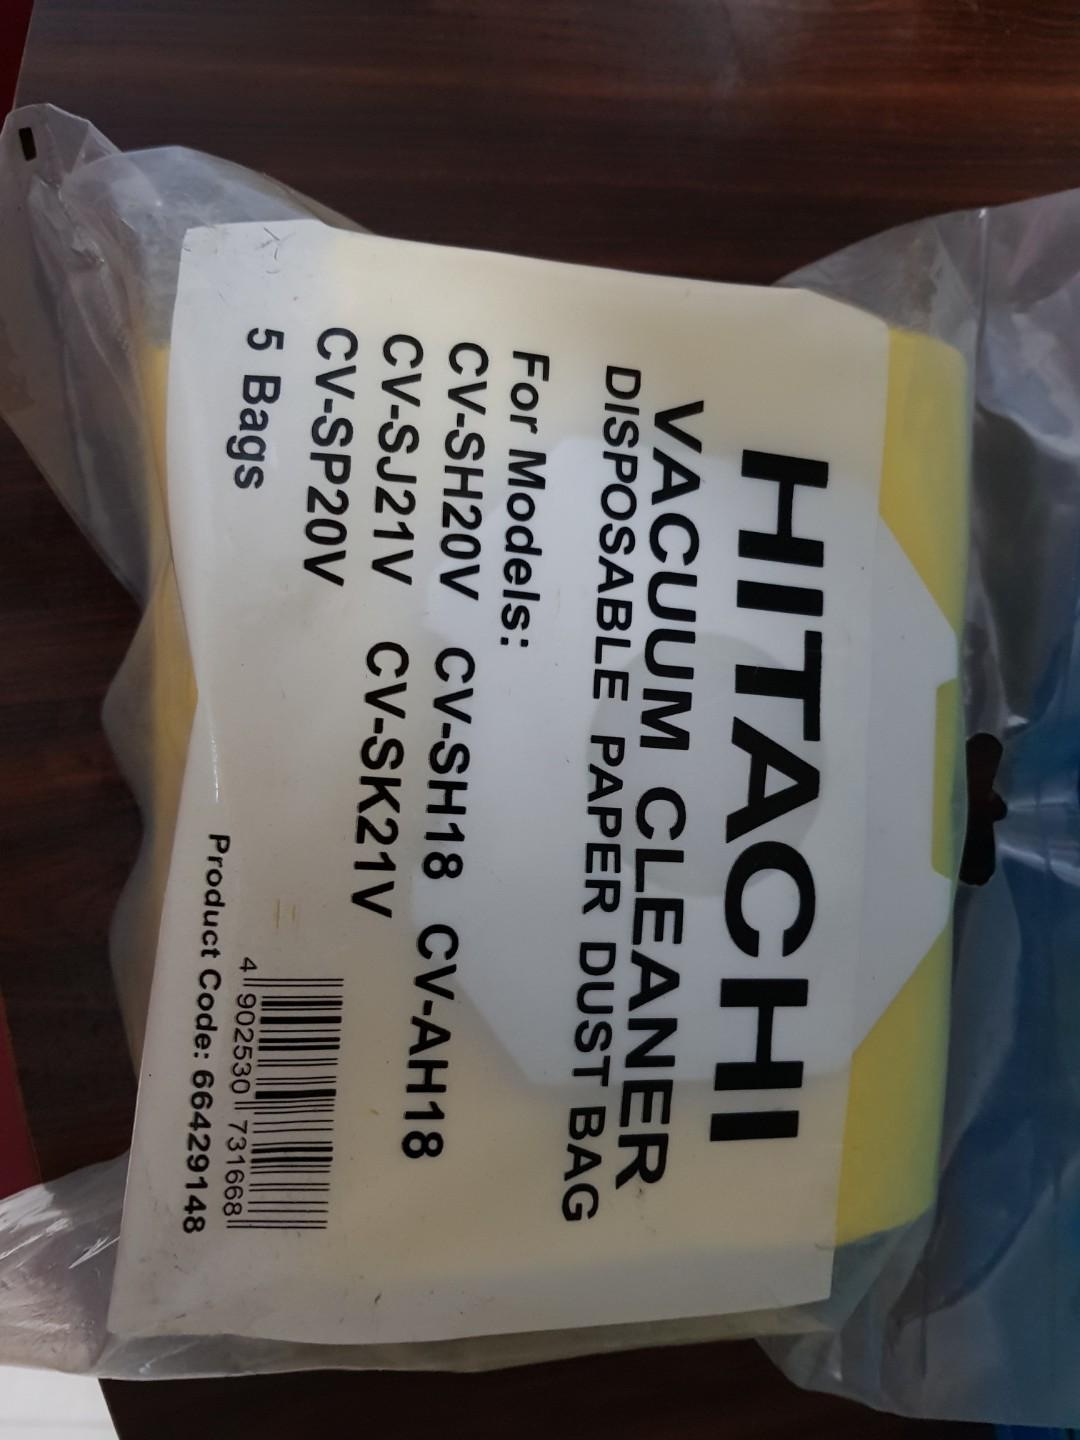 HITACHI
VACUUM CLEANER
DISPOSABLE PAPER DUST BAG
For Models:
CV-SH20V CV-SH18 CV-AH18
CV-SJ21V CV-SK21V
CV-SP20V
5 Bags
4 902530 731668
Product Code: 66429148